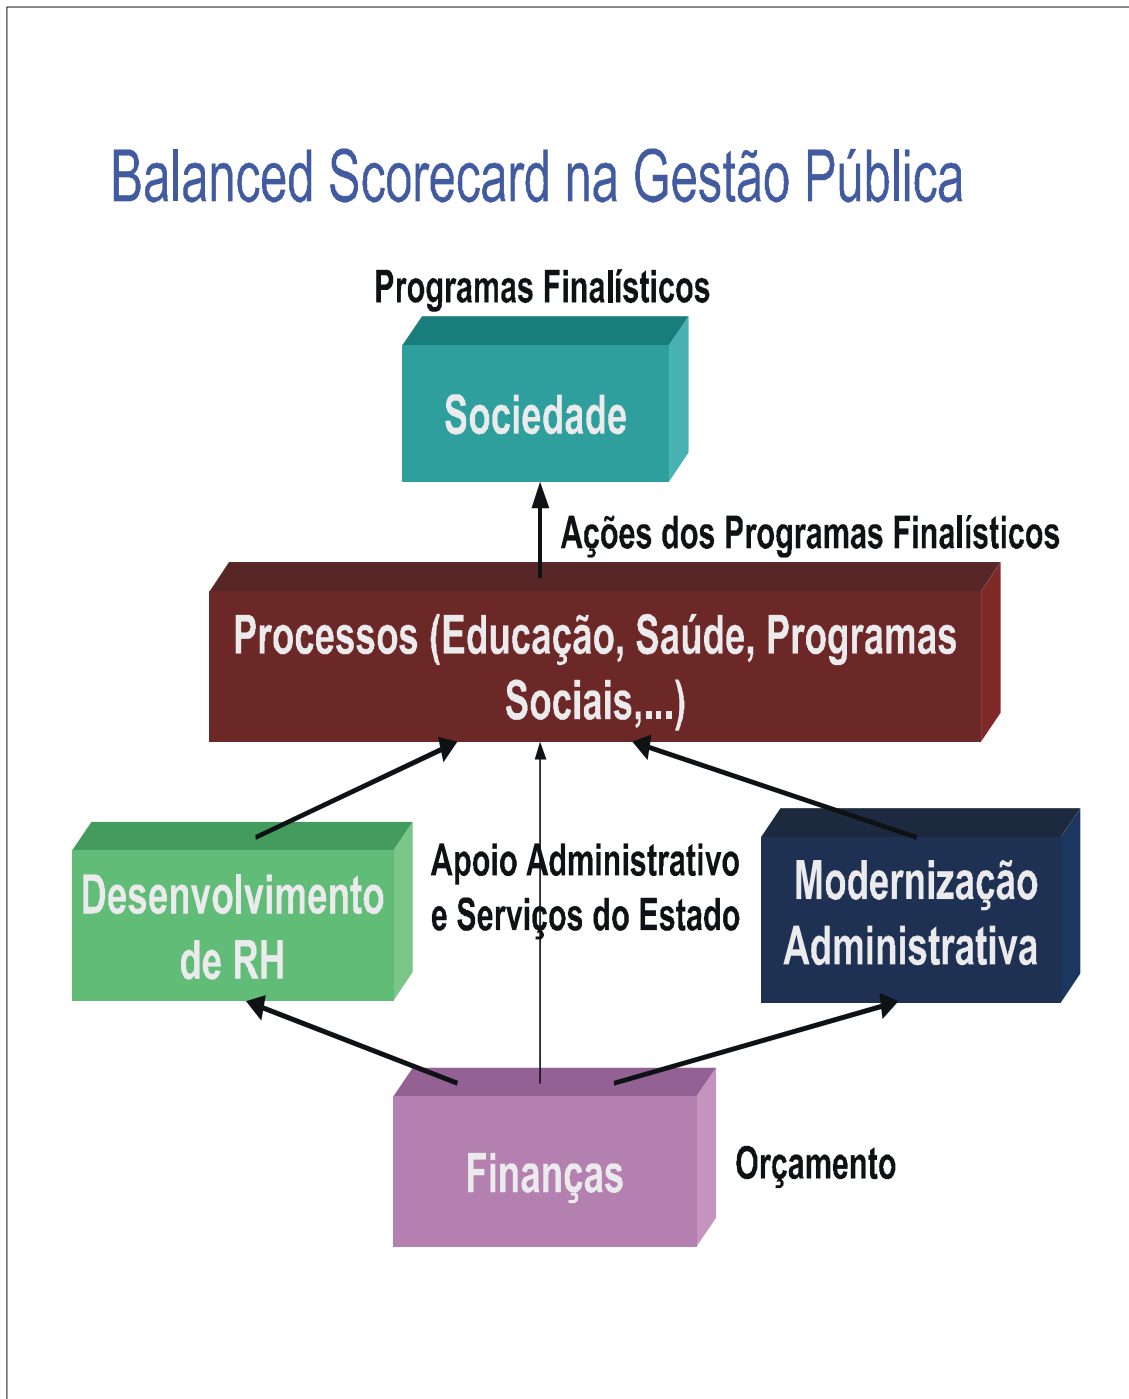 Balanced Scorecard na Gestão Pública
Programas Finalísticos
Sociedade
Ações dos Programas Finalísticos
Processos (Educação, Saúde, Programas
Sociais,...)
Desenvolvimento
de RH
Apoio Administrativo
e Serviços do Estado
Modernização
Administrativa
Finanças
Orçamento